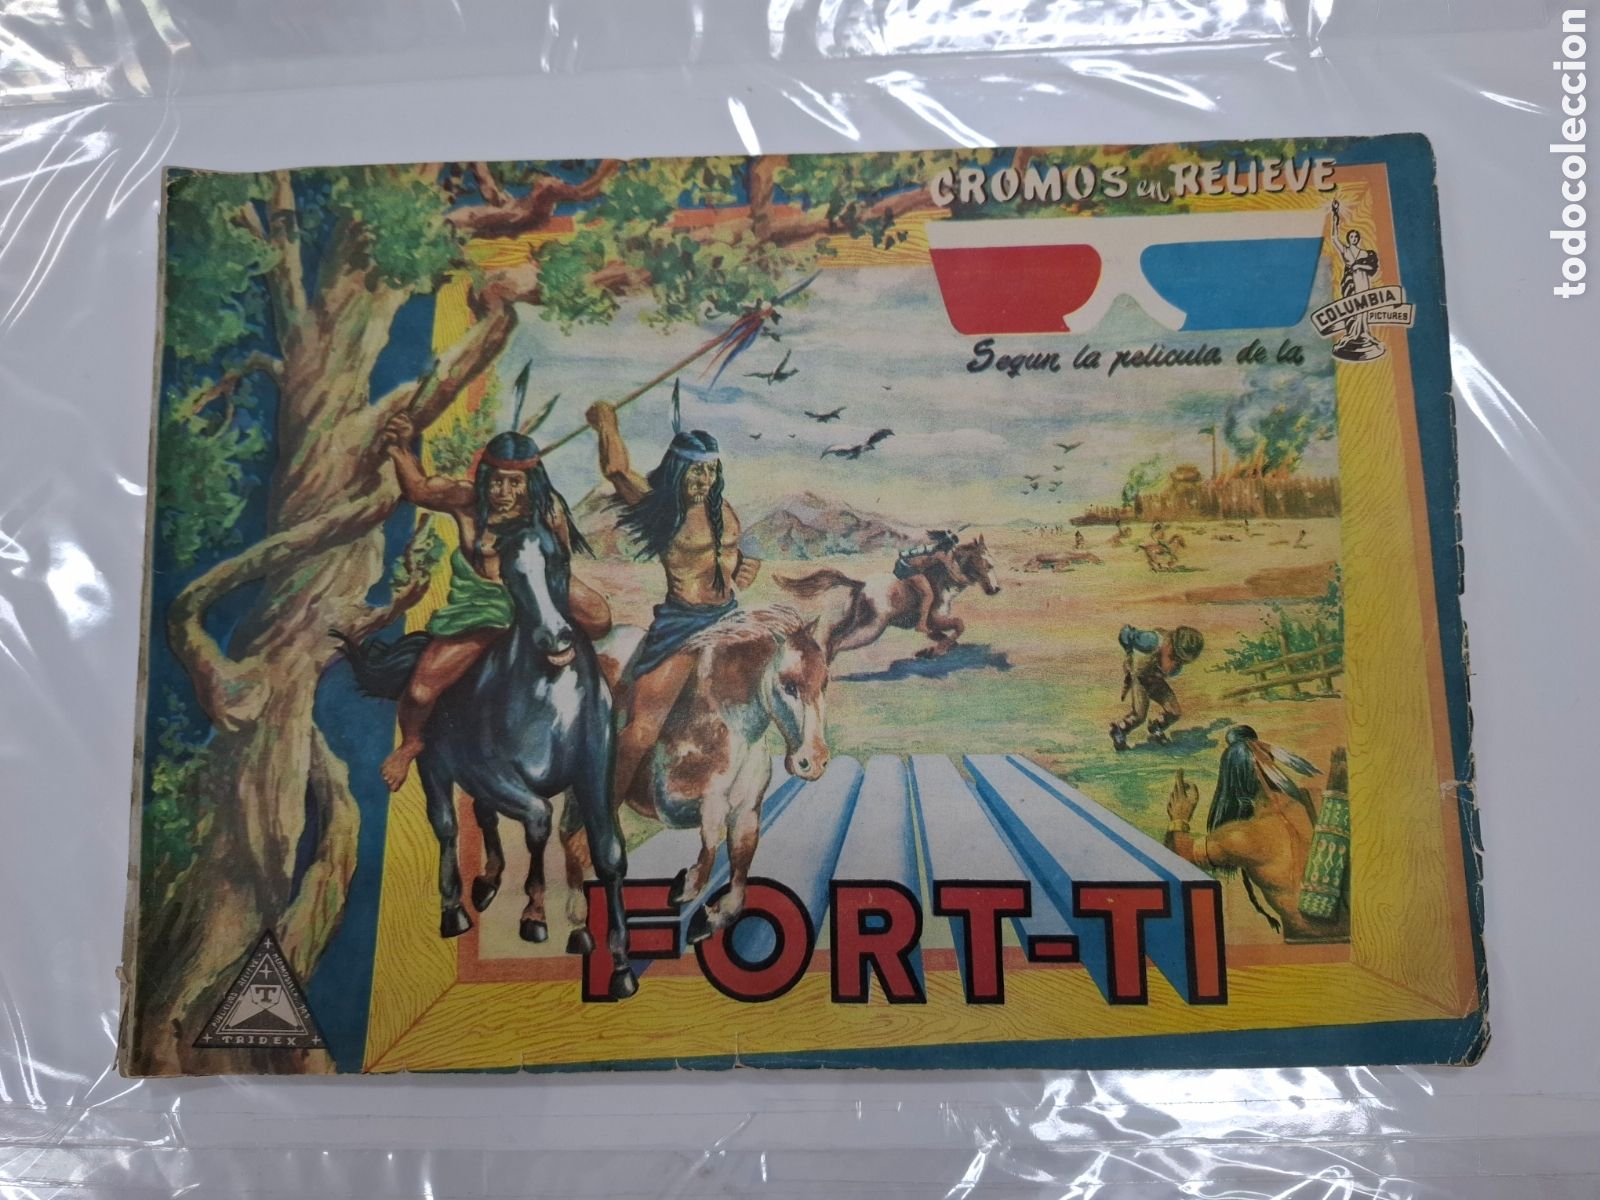 CROMOS en RELIEVE
COLUMBIA
PICTURES
Segun la pelicula de la
FORT-TI
T
TRIDEX
todocoleccion